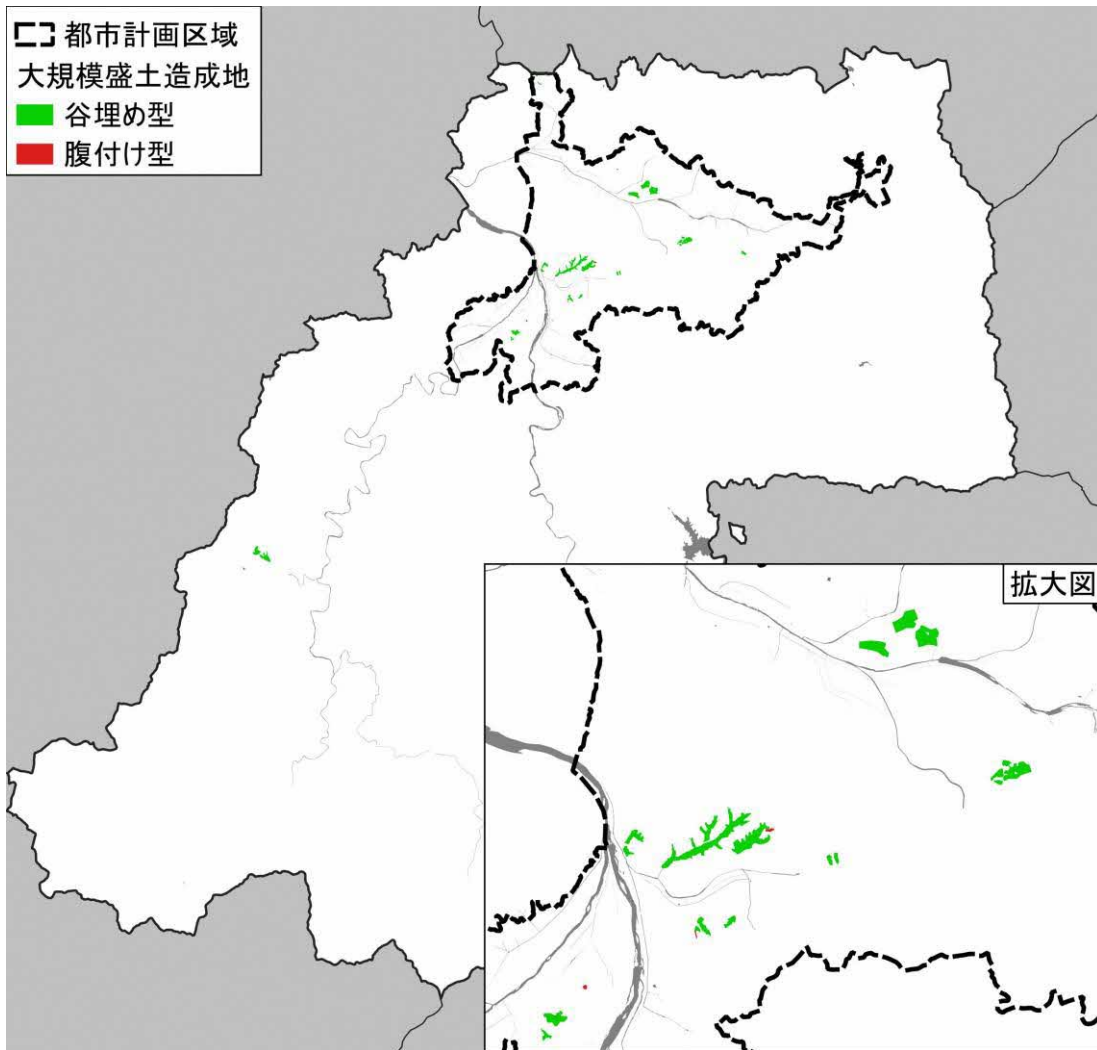 都市計画区域
大規模盛土造成地
谷埋め型
腹付け型
拡大図